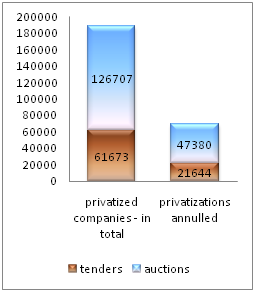 200000
180000
160000
140000
120000
100000
80000
60000
40000
20000
0
126707
61673
47380
21644
privatized
companies - in
total
privatizations
annulled
tenders auctions